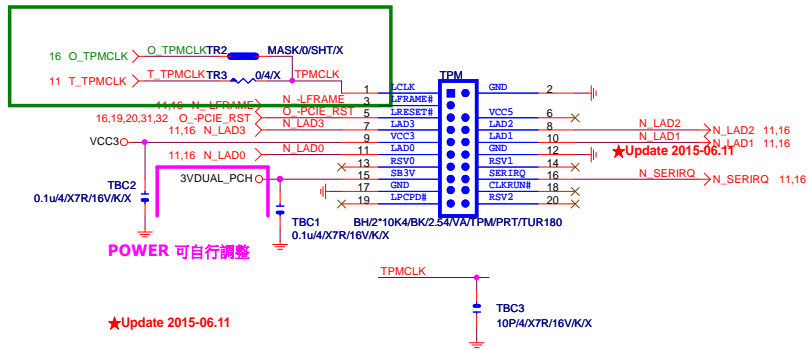 16 O_TPMCLK O_TPMCLK TR2 MASK/0/SHT/X
11 T_TPMCLK T_TPMCLK TR3 0/4/X TPMCLK
TPM
1 LCLK GND 2
11,16 N_-LFRAME N_-LFRAME 3 LFRAME#
16,19,20,31,32 O_-PCIE_RST O_-PCIE_RST 5 LRESET# VCC5 6
11,16 N_LAD3 N_LAD3 7 LAD3 LAD2 8 N_LAD2 N_LAD2 11,16
VCC3 9 VCC3 LAD1 10 N_LAD1 N_LAD1 11,16
11,16 N_LAD0 N_LAD0 11 LAD0 GND 12 ★Update 2015-06.11
13 RSV0 RSV1 14
3VDUAL_PCH 15 SB3V SERIRQ 16 N_SERIRQ N_SERIRQ 11,16
17 GND CLKRUN# 18
19 LPCPD# RSV2 20
TBC2
0.1u/4/X7R/16V/K/X
TBC1
0.1u/4/X7R/16V/K/X
BH/2*10K4/BK/2.54/VA/TPM/PRT/TUR180
POWER 可自行調整
TPMCLK
TBC3
10P/4/X7R/16V/K/X
★Update 2015-06.11